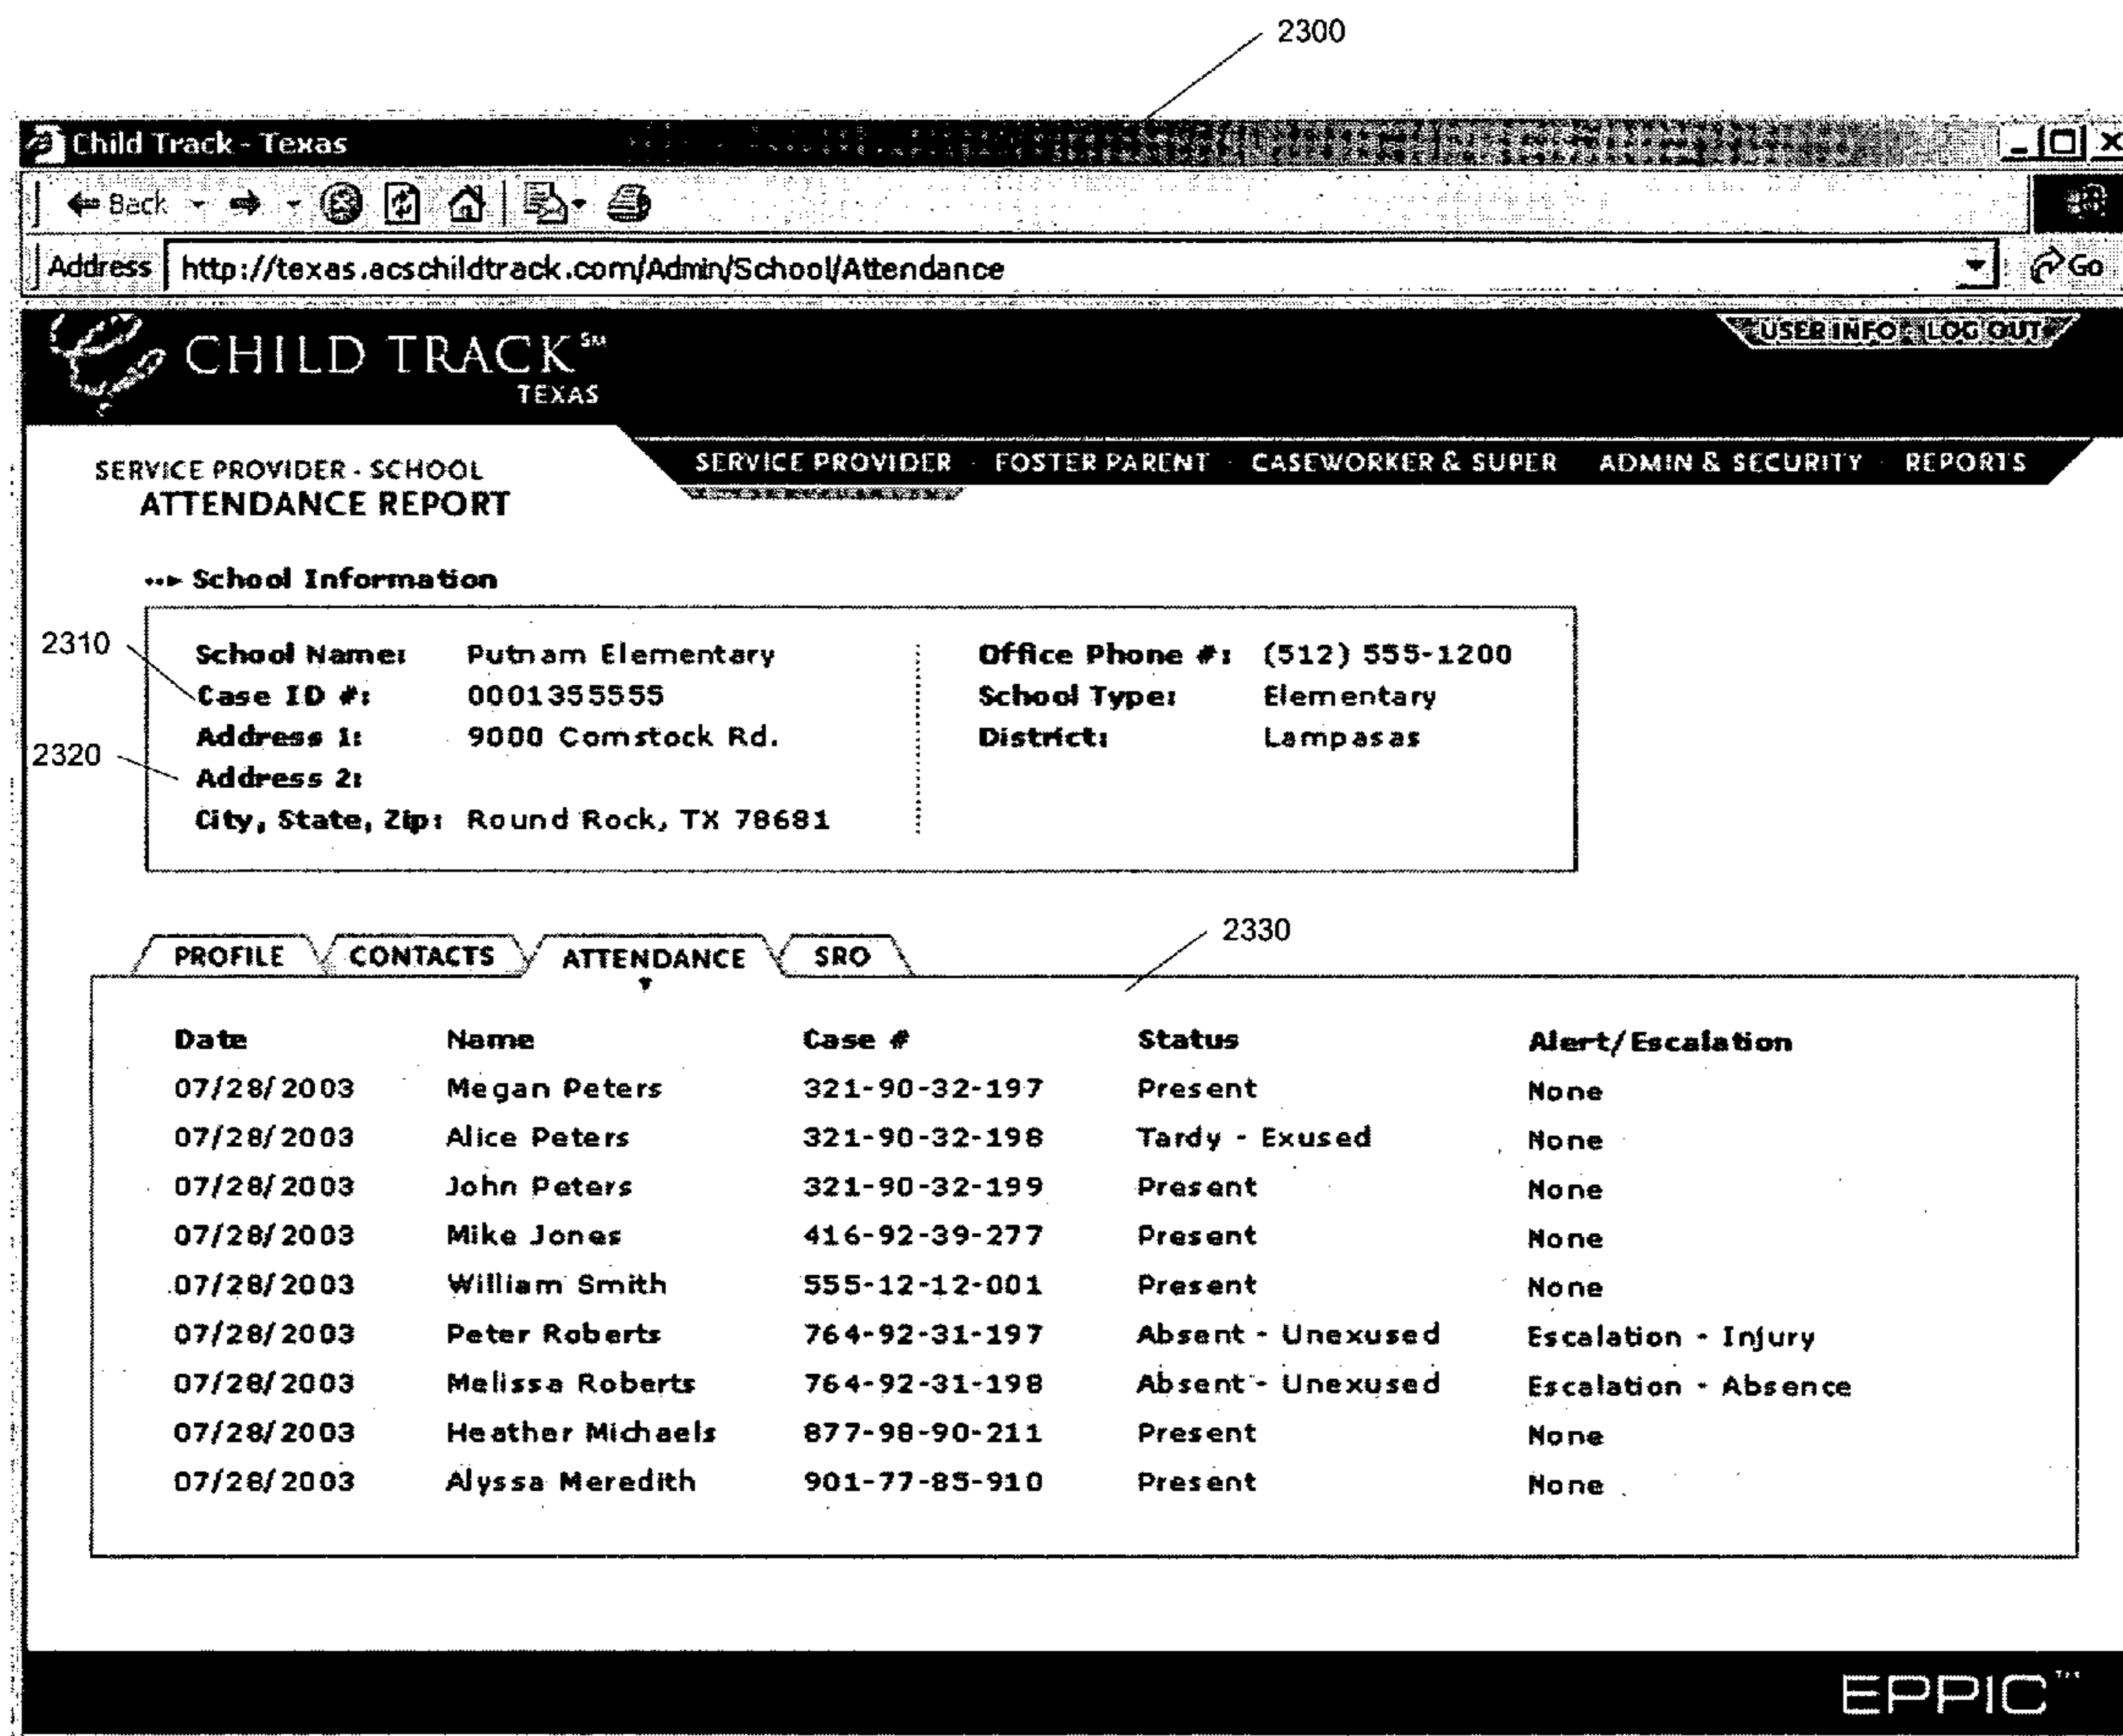 2300
Child Track - Texas
Back
Address http://texas.acschildtrack.com/Admin/School/Attendance Go
USER INFO LOG OUT
CHILD TRACK SM
TEXAS
SERVICE PROVIDER - FOSTER PARENT - CASEWORKER & SUPER ADMIN & SECURITY - REPORTS
SERVICE PROVIDER - SCHOOL
ATTENDANCE REPORT
School Information
2310
School Name: Putnam Elementary Office Phone #: (512) 555-1200
Case ID #: 0001355555 School Type: Elementary
Address 1: 9000 Comstock Rd. District: Lampasas
2320
Address 2:
City, State, Zip: Round Rock, TX 78681
2330
PROFILE CONTACTS ATTENDANCE SRO
Date Name Case # Status Alert/Escalation
07/28/2003 Megan Peters 321-90-32-197 Present None
07/28/2003 Alice Peters 321-90-32-198 Tardy - Exused None
07/28/2003 John Peters 321-90-32-199 Present None
07/28/2003 Mike Jones 416-92-39-277 Present None
07/28/2003 William Smith 555-12-12-001 Present None
07/28/2003 Peter Roberts 764-92-31-197 Absent - Unexused Escalation - Injury
07/28/2003 Melissa Roberts 764-92-31-198 Absent - Unexused Escalation - Absence
07/28/2003 Heather Michaels 877-98-90-211 Present None
07/28/2003 Alyssa Meredith 901-77-85-910 Present None
EPPIC™